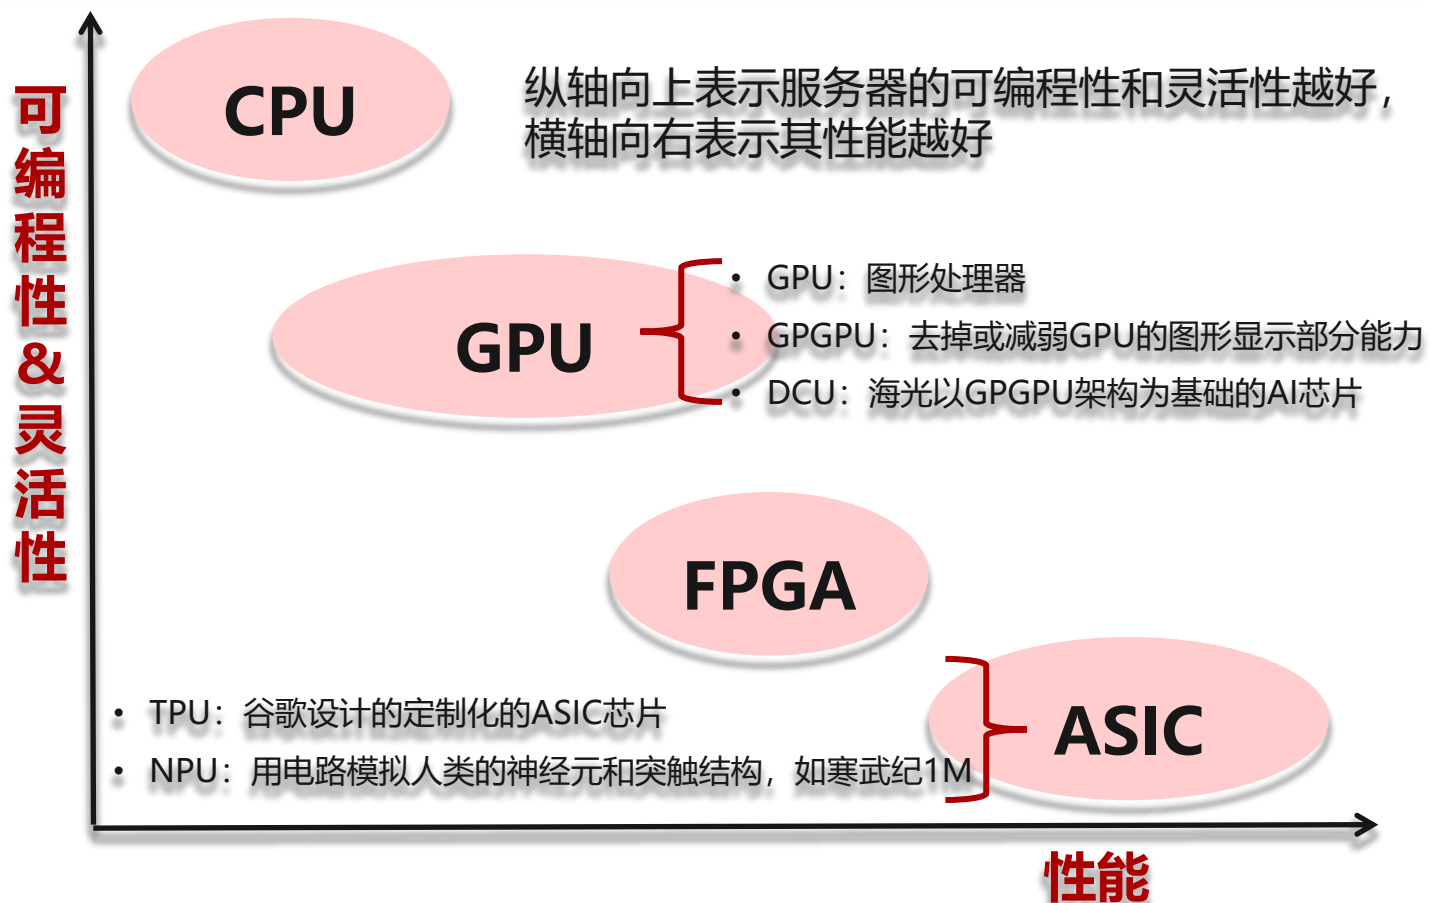 可编程性&灵活性
CPU
纵轴向上表示服务器的可编程性和灵活性越好，
横轴向右表示其性能越好
GPU
• GPU：图形处理器
• GPGPU：去掉或减弱GPU的图形显示部分能力
• DCU：海光以GPGPU架构为基础的AI芯片
FPGA
• TPU：谷歌设计的定制化的ASIC芯片
• NPU：用电路模拟人类的神经元和突触结构，如寒武纪1M
ASIC
性能